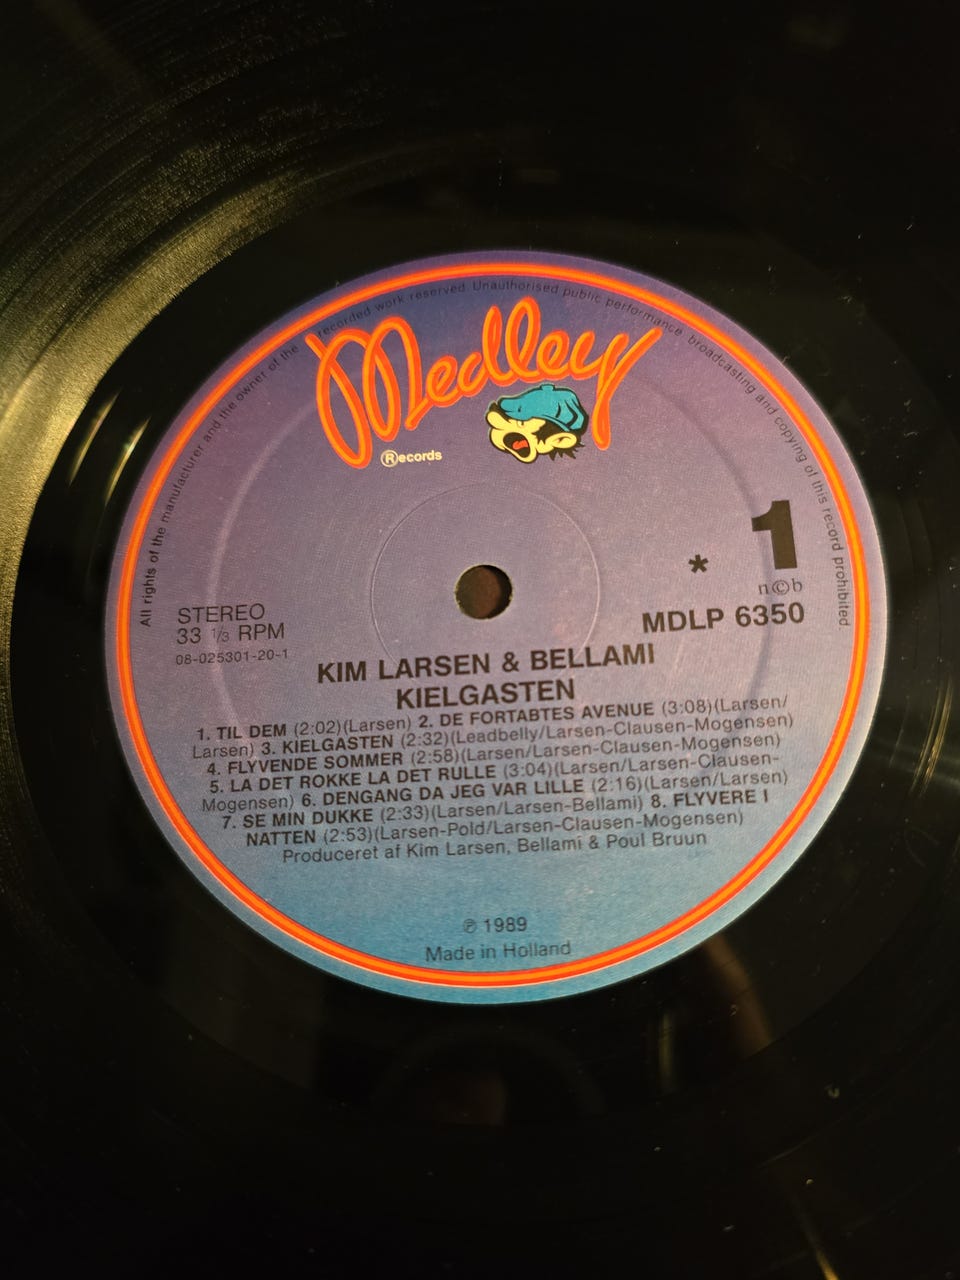 All rights of the manufacturer and the owner of the recorded work reserved. Unauthorised public performance, broadcasting and copying of this record prohibited.
Medley
Ⓡecords
1
*
n©b
STEREO
33 1/3 RPM
MDLP 6350
08-025301-20-1
KIM LARSEN & BELLAMI
KIELGASTEN
1. TIL DEM (2:02)(Larsen) 2. DE FORTABTES AVENUE (3:08)(Larsen/
Larsen) 3. KIELGASTEN (2:32)(Leadbelly/Larsen-Clausen-Mogensen)
4. FLYVENDE SOMMER (2:58)(Larsen/Larsen-Clausen-Mogensen)
5. LA DET ROKKE LA DET RULLE (3:04)(Larsen/Larsen-Clausen-
Mogensen) 6. DENGANG DA JEG VAR LILLE (2:16)(Larsen/Larsen)
7. SE MIN DUKKE (2:33)(Larsen/Larsen-Bellami) 8. FLYVERE I
NATTEN (2:53)(Larsen-Pold/Larsen-Clausen-Mogensen)
Produceret af Kim Larsen, Bellami & Poul Bruun
℗ 1989
Made in Holland